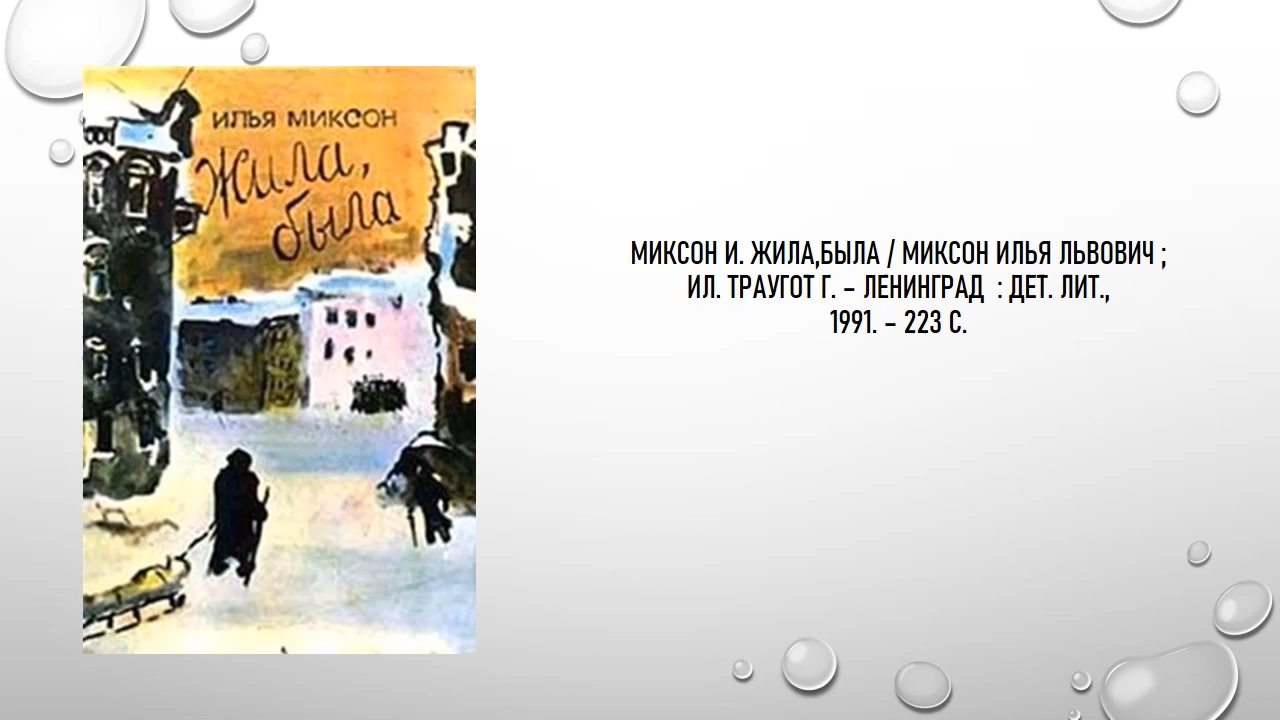 ИЛЬЯ МИКСОН
Жила,
была
МИКСОН И. ЖИЛА,БЫЛА / МИКСОН ИЛЬЯ ЛЬВОВИЧ ;
ИЛ. ТРАУГОТ Г. – ЛЕНИНГРАД : ДЕТ. ЛИТ.,
1991. – 223 С.